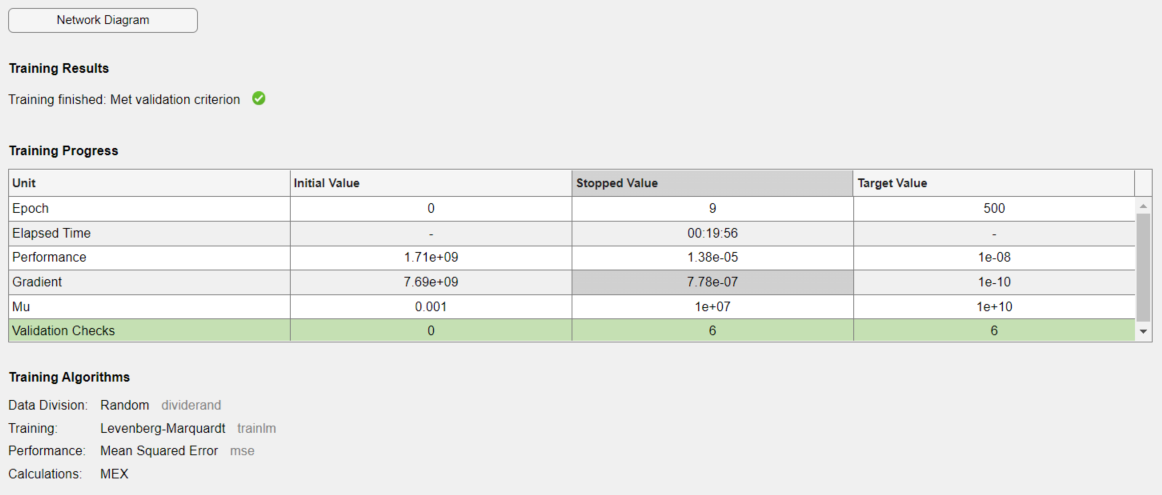 Network Diagram
Training Results
Training finished: Met validation criterion
Training Progress
Unit Initial Value Stopped Value Target Value
Epoch 0 9 500
Elapsed Time - 00:19:56 -
Performance 1.71e+09 1.38e-05 1e-08
Gradient 7.69e+09 7.78e-07 1e-10
Mu 0.001 1e+07 1e+10
Validation Checks 0 6 6
Training Algorithms
Data Division: Random dividerand
Training: Levenberg-Marquardt trainlm
Performance: Mean Squared Error mse
Calculations: MEX